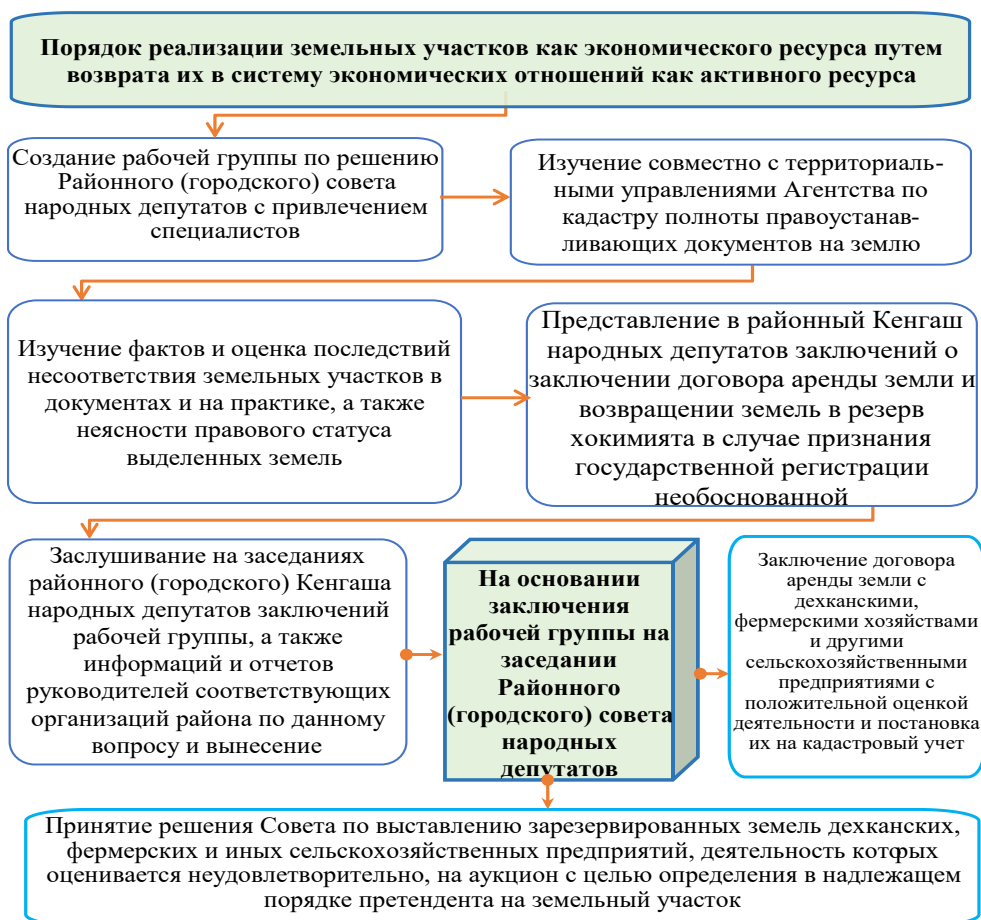 Порядок реализации земельных участков как экономического ресурса путем
возврата их в систему экономических отношений как активного ресурса
Создание рабочей группы по решению
Районного (городского) совета
народных депутатов с привлечением
специалистов
Изучение совместно с территориаль-
ными управлениями Агентства по
кадастру полноты правоустанав-
ливающих документов на землю
Изучение фактов и оценка последствий
несоответствия земельных участков в
документах и на практике, а также
неясности правового статуса
выделенных земель
Представление в районный Кенгаш
народных депутатов заключений о
заключении договора аренды земли и
возвращении земель в резерв
хокимията в случае признания
государственной регистрации
необоснованной
Заслушивание на заседаниях
районного (городского) Кенгаша
народных депутатов заключений
рабочей группы, а также
информаций и отчетов
руководителей соответствующих
организаций района по данному
вопросу и вынесение
На основании
заключения
рабочей группы на
заседании
Районного
(городского) совета
народных
депутатов
Заключение договора
аренды земли с
дехканскими,
фермерскими хозяйствами
и другими
сельскохозяйственными
предприятиями с
положительной оценкой
деятельности и постановка
их на кадастровый учет
Принятие решения Совета по выставлению зарезервированных земель дехканских,
фермерских и иных сельскохозяйственных предприятий, деятельность которых
оценивается неудовлетворительно, на аукцион с целью определения в надлежащем
порядке претендента на земельный участок